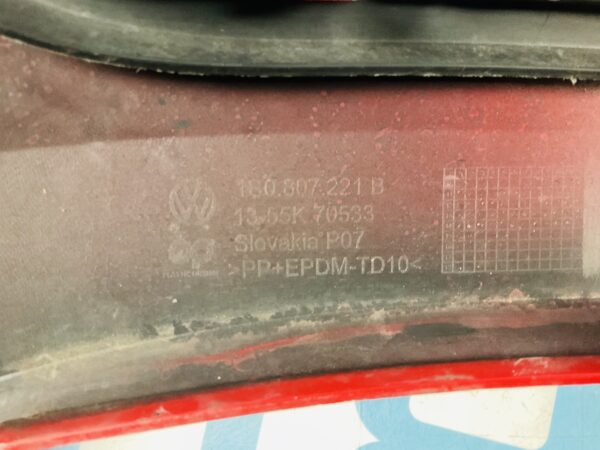 1S0.807.221 B
13-55K 70533
Slovakia P07
>PP+EPDM-TD10<